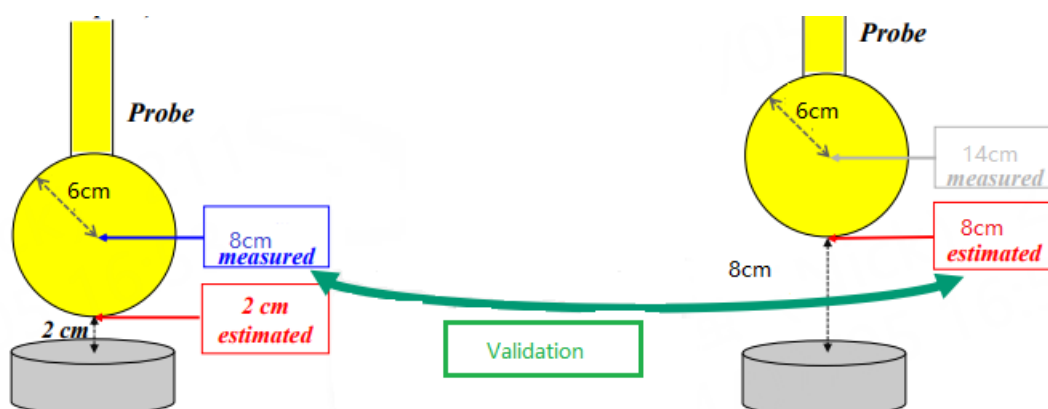 Probe
6cm
8cm
measured
2 cm
estimated
2 cm
Validation
Probe
6cm
14cm
measured
8cm
estimated
8cm